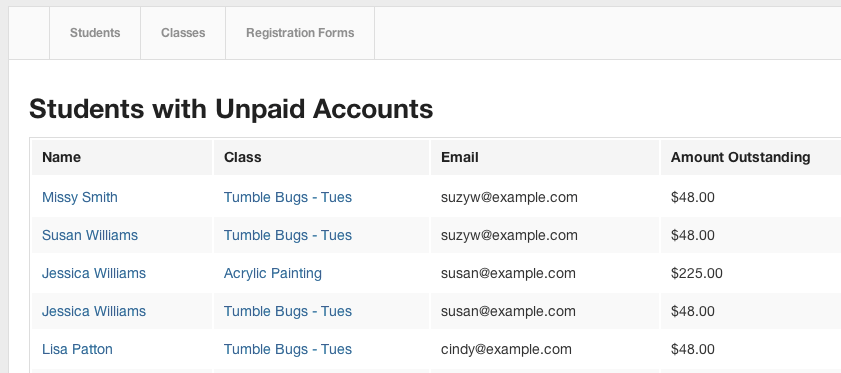 Students Classes Registration Forms
Students with Unpaid Accounts
Name Class Email Amount Outstanding
Missy Smith Tumble Bugs - Tues suzyw@example.com $48.00
Susan Williams Tumble Bugs - Tues suzyw@example.com $48.00
Jessica Williams Acrylic Painting susan@example.com $225.00
Jessica Williams Tumble Bugs - Tues susan@example.com $48.00
Lisa Patton Tumble Bugs - Tues cindy@example.com $48.00